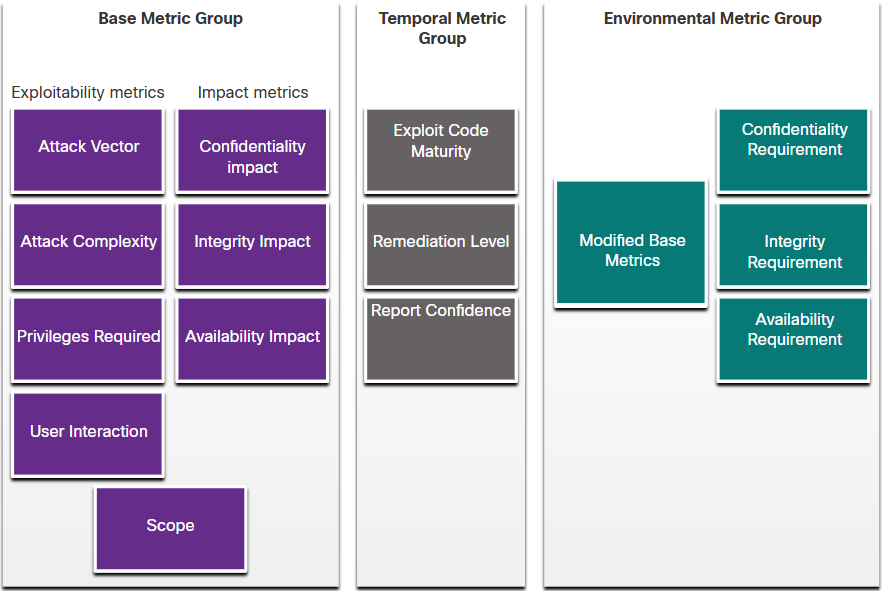 Base Metric Group
Exploitability metrics
Impact metrics
Attack Vector
Confidentiality
impact
Attack Complexity
Integrity Impact
Privileges Required
Availability Impact
User Interaction
Scope
Temporal Metric
Group
Exploit Code
Maturity
Remediation Level
Report Confidence
Environmental Metric Group
Modified Base
Metrics
Confidentiality
Requirement
Integrity
Requirement
Availability
Requirement